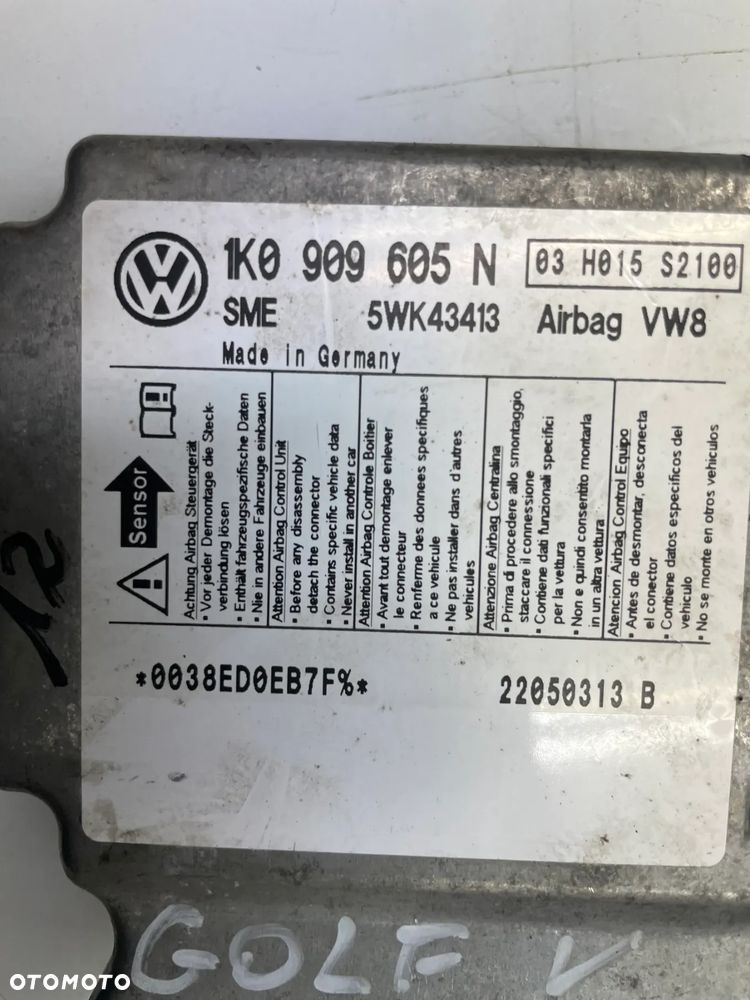 1K0 909 605 N
03 H015 S2100
SME 5WK43413 Airbag VW8
Made in Germany
Sensor
Achtung Airbag Steuergerät
• Vor jeder Demontage die Steck-
verbindung lösen
• Enthält fahrzeugspezifische Daten
• Nie in andere Fahrzeuge einbauen
Attention Airbag Control Unit
• Before any disassembly
detach the connector
• Contains specific vehicle data
• Never install in another car
Attention Airbag Controle Boitier
• Avant tout demontage enlever
le connecteur
• Renferme des donnees specifiques
a ce vehicule
• Ne pas installer dans d'autres
vehicules
Attenzione Airbag Centralina
• Prima di procedere allo smontaggio,
staccare il connessione
• Contiene dati funzionali specifici
per la vettura
• Non e quindi consentito montarla
in un altra vettura
Atencion Airbaig Control Equipo
• Antes de desmontar, desconecta
el conector
• Contiene datos especificos del
vehiculo
• No se monte en otros vehiculos
*0038ED0EB7F%*
22050313 B
12
GOLF V
OTOMOTO